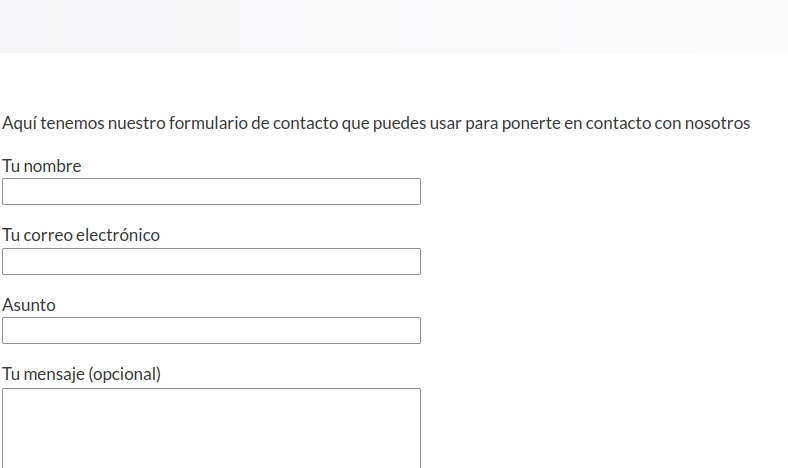 Aquí tenemos nuestro formulario de contacto que puedes usar para ponerte en contacto con nosotros
Tu nombre
Tu correo electrónico
Asunto
Tu mensaje (opcional)